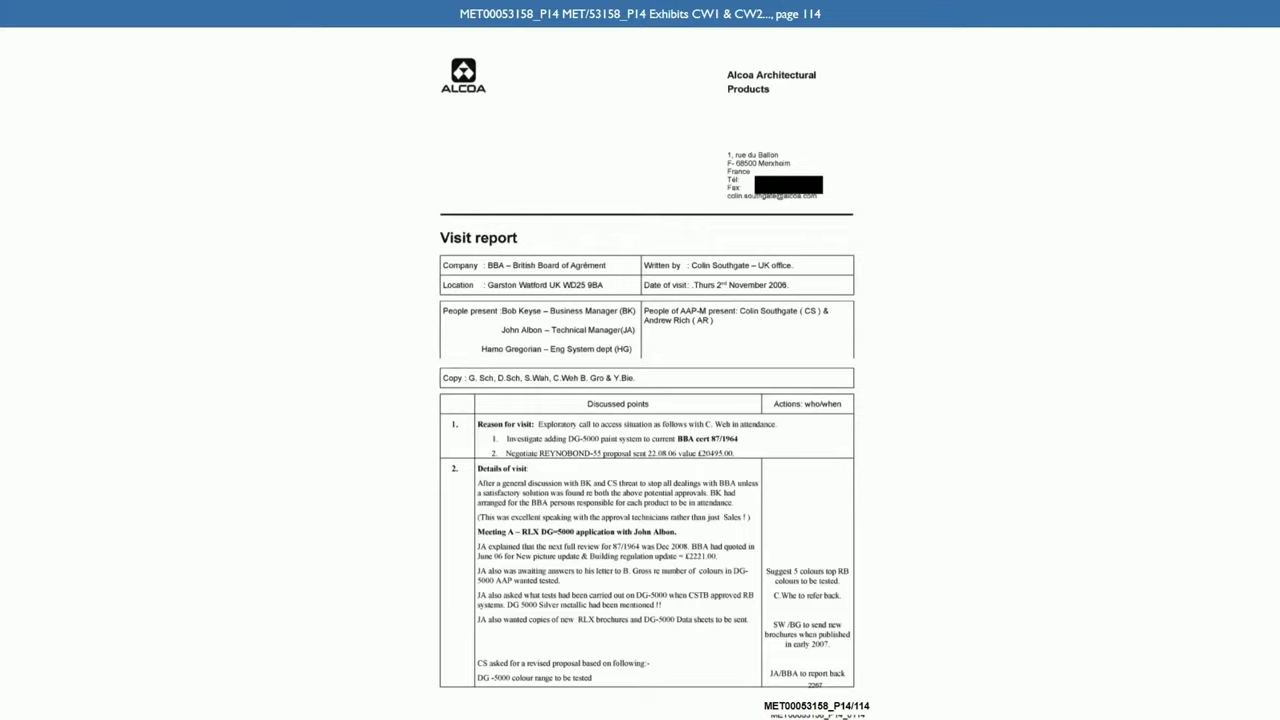 MET00053158_P14 MET/53158_P14 Exhibits CW1 & CW2..., page 114
ALCOA
Alcoa Architectural
Products
1, rue du Ballon
F- 68500 Merxheim
France
Tél:
Fax:
colin.southgate@alcoa.com
Visit report
Company : BBA – British Board of Agrément
Written by : Colin Southgate – UK office.
Location : Garston Watford UK WD25 9BA
Date of visit: .Thurs 2nd November 2006.
People present :Bob Keyse – Business Manager (BK)
John Albon – Technical Manager(JA)
Hamo Gregorian – Eng System dept (HG)
People of AAP-M present: Colin Southgate ( CS ) &
Andrew Rich ( AR )
Copy : G. Sch, D.Sch, S.Wah, C.Weh B. Gro & Y.Bie.
Discussed points
Actions: who/when
1.
Reason for visit: Exploratory call to access situation as follows with C. Weh in attendance.
1. Investigate adding DG-5000 paint system to current BBA cert 87/1964
2. Negotiate REYNOBOND-55 proposal sent 22.08.06 value £20495.00.
2.
Details of visit:
After a general discussion with BK and CS threat to stop all dealings with BBA unless
a satisfactory solution was found re both the above potential approvals. BK had
arranged for the BBA persons responsible for each product to be in attendance.
(This was excellent speaking with the approval technicians rather than just Sales ! )
Meeting A – RLX DG=5000 application with John Albon.
JA explained that the next full review for 87/1964 was Dec 2008. BBA had quoted in
June 06 for New picture update & Building regulation update = £2221.00.
JA also was awaiting answers to his letter to B. Gross re number of colours in DG-
5000 AAP wanted tested.
Suggest 5 colours top RB
colours to be tested.
JA also asked what tests had been carried out on DG-5000 when CSTB approved RB
systems. DG 5000 Silver metallic had been mentioned !!
C.Whe to refer back.
JA also wanted copies of new RLX brochures and DG-5000 Data sheets to be sent.
SW /BG to send new
brochures when published
in early 2007.
CS asked for a revised proposal based on following:-
DG -5000 colour range to be tested
JA/BBA to report back
2267
MET00053158_P14/114
MET00053158_P14_0114